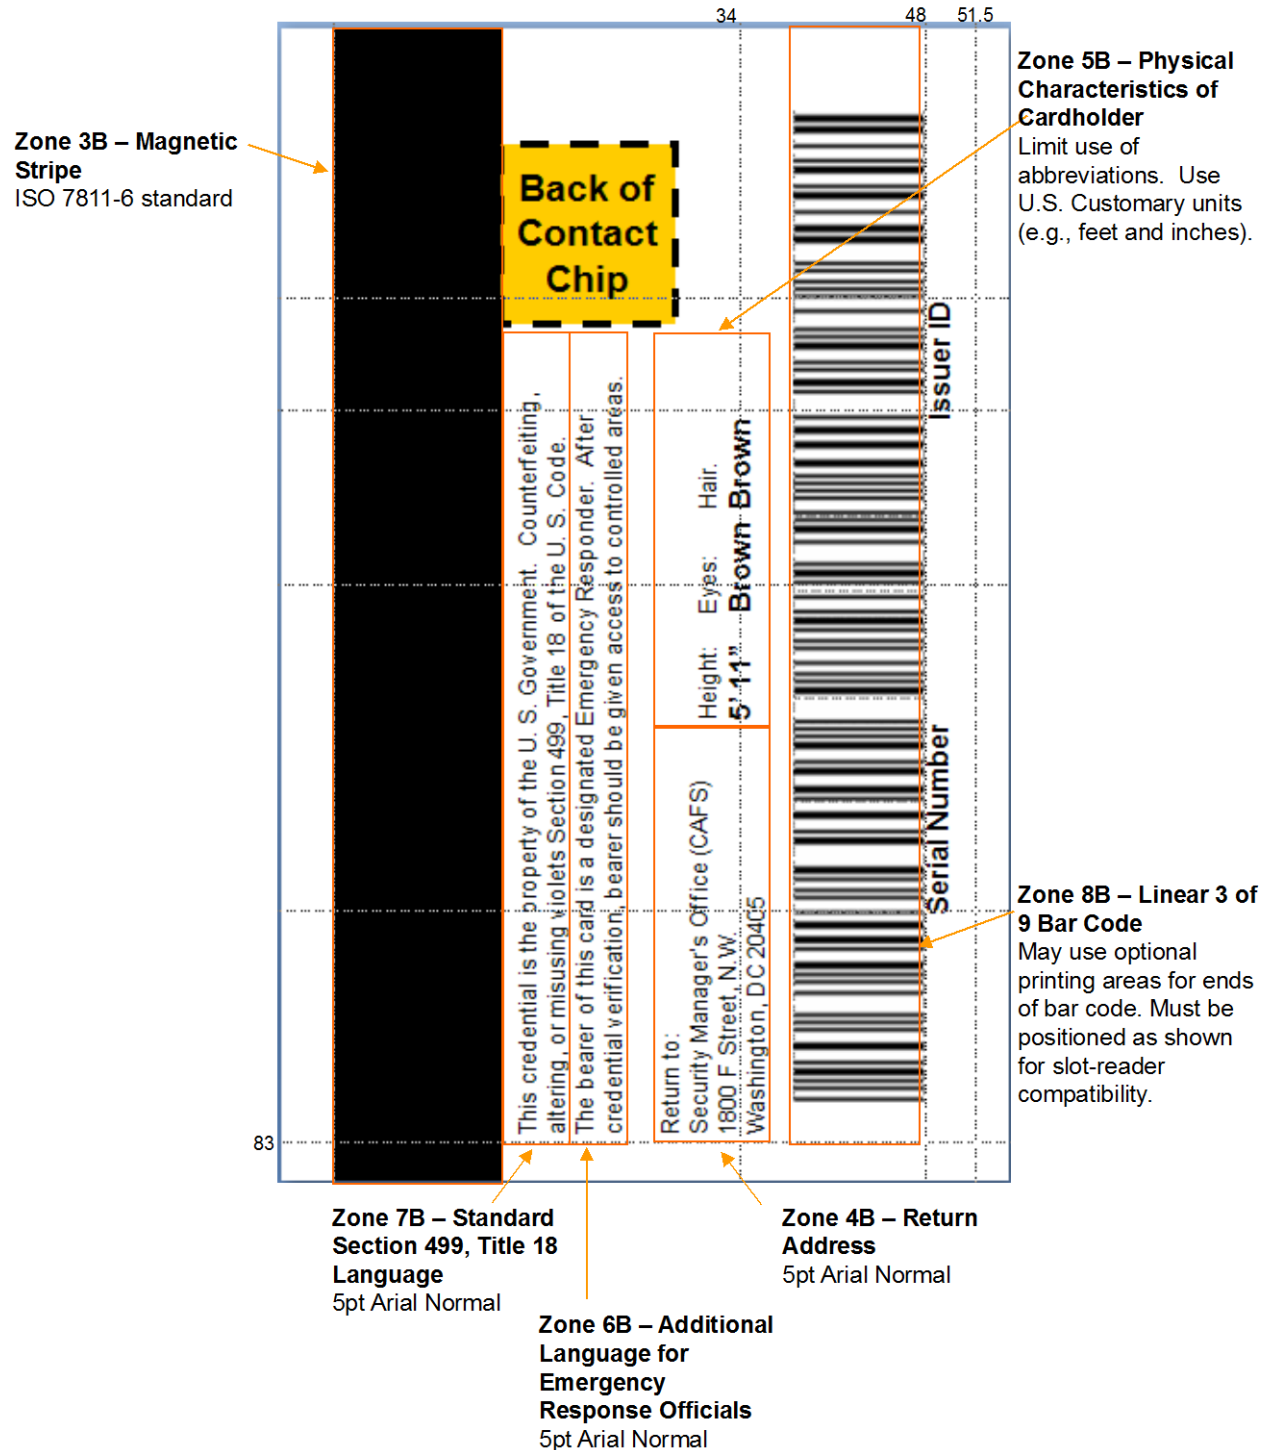 34
48
51.5
Zone 5B – Physical
Characteristics of
Cardholder
Limit use of
abbreviations.  Use
U.S. Customary units
(e.g., feet and inches).
Zone 3B – Magnetic
Stripe
ISO 7811-6 standard
Back of
Contact
Chip
This credential is the property of the U. S. Government.  Counterfeiting,
altering, or misusing violets Section 499, Title 18 of the U. S. Code.
The bearer of this card is a designated Emergency Responder.  After
credential verification, bearer should be given access to controlled areas.
Height: Eyes: Hair.
5’ 11” Brown Brown
Return to:
Security Manager's Office (CAFS)
1800 F Street, N.W.
Washington, DC 20405
Issuer ID
Serial Number
Zone 8B – Linear 3 of
9 Bar Code
May use optional
printing areas for ends
of bar code. Must be
positioned as shown
for slot-reader
compatibility.
83
Zone 7B – Standard
Section 499, Title 18
Language
5pt Arial Normal
Zone 4B – Return
Address
5pt Arial Normal
Zone 6B – Additional
Language for
Emergency
Response Officials
5pt Arial Normal